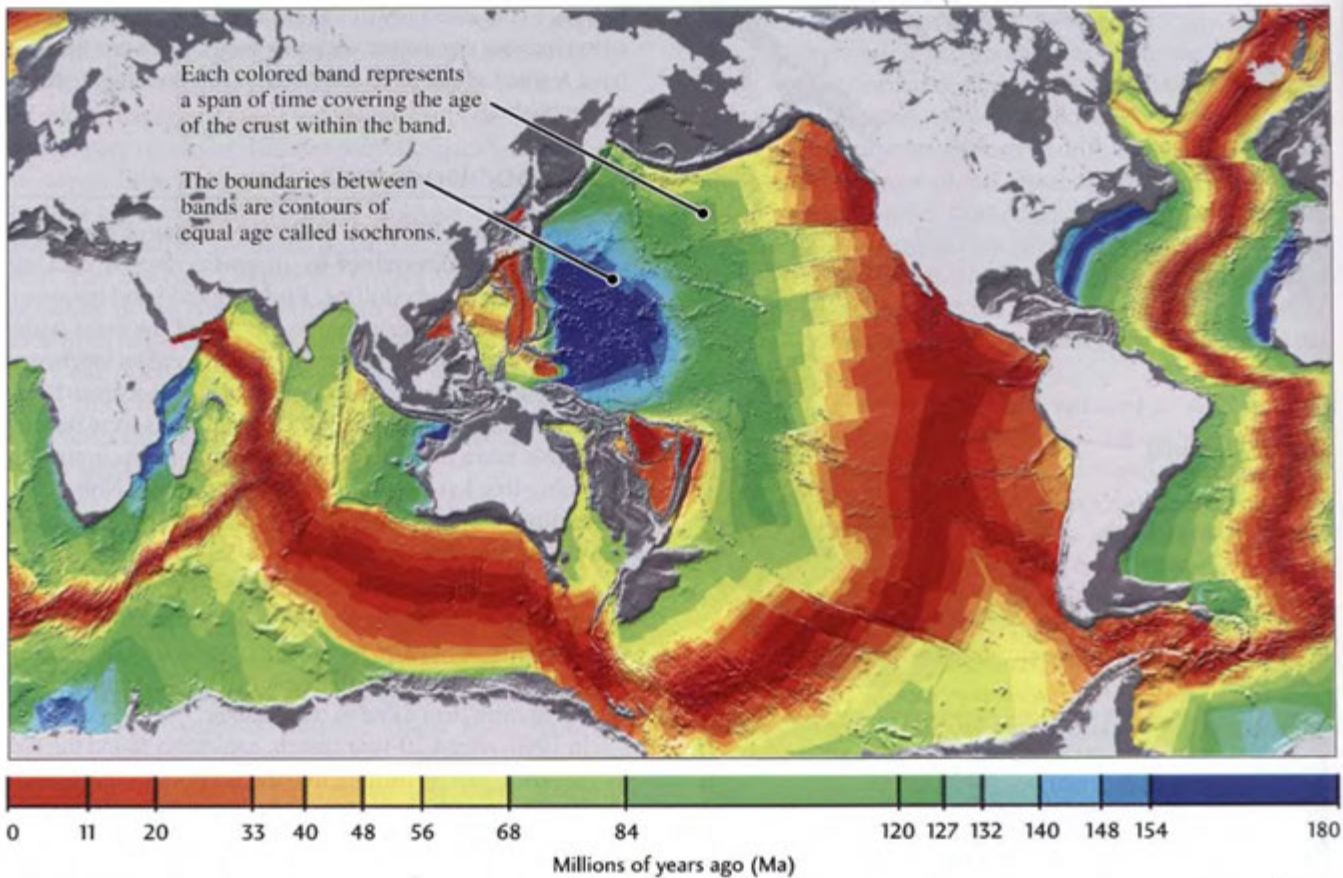 Each colored band represents
a span of time covering the age
of the crust within the band.
The boundaries between
bands are contours of
equal age called isochrons.
0 11 20 33 40 48 56 68 84 120 127 132 140 148 154 180
Millions of years ago (Ma)